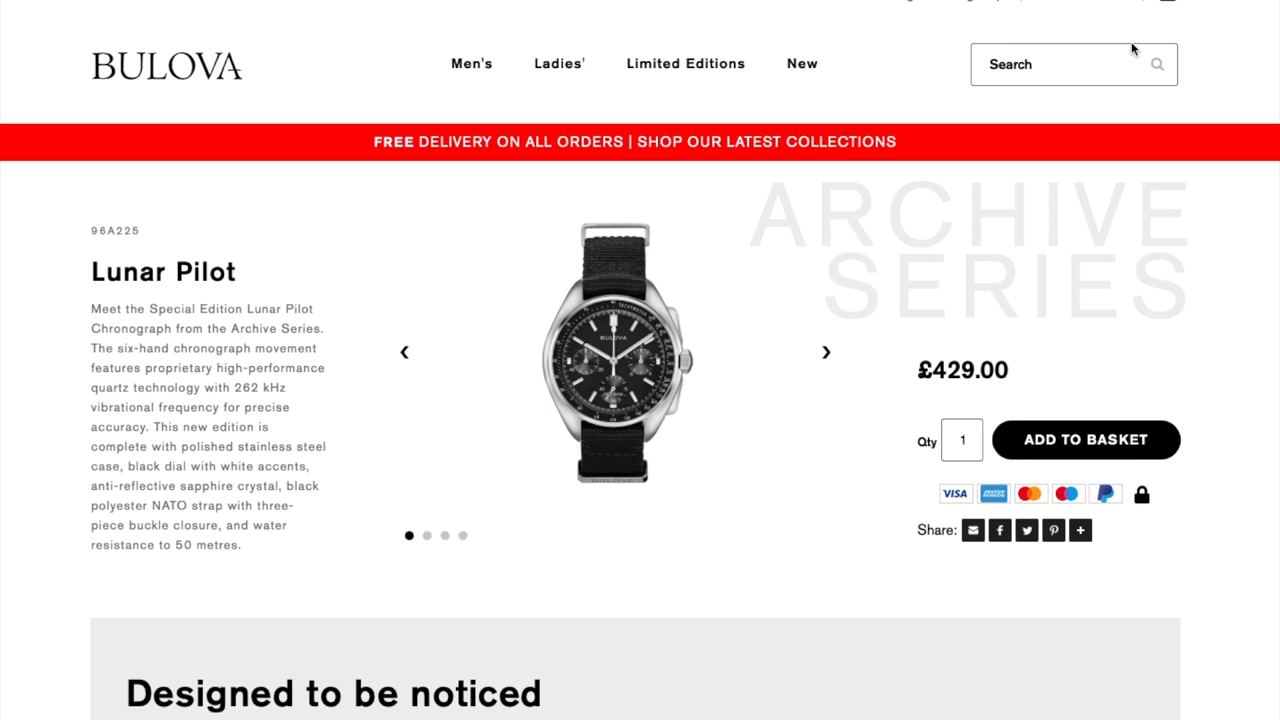 BULOVA
Men's
Ladies'
Limited Editions
New
Search
FREE DELIVERY ON ALL ORDERS | SHOP OUR LATEST COLLECTIONS
ARCHIVE
SERIES
96A225
Lunar Pilot
Meet the Special Edition Lunar Pilot
Chronograph from the Archive Series.
The six-hand chronograph movement
features proprietary high-performance
quartz technology with 262 kHz
vibrational frequency for precise
accuracy. This new edition is
complete with polished stainless steel
case, black dial with white accents,
anti-reflective sapphire crystal, black
polyester NATO strap with three-
piece buckle closure, and water
resistance to 50 metres.
TACHYMETER
BULOVA
£429.00
Qty
1
ADD TO BASKET
VISA
Share:
Designed to be noticed